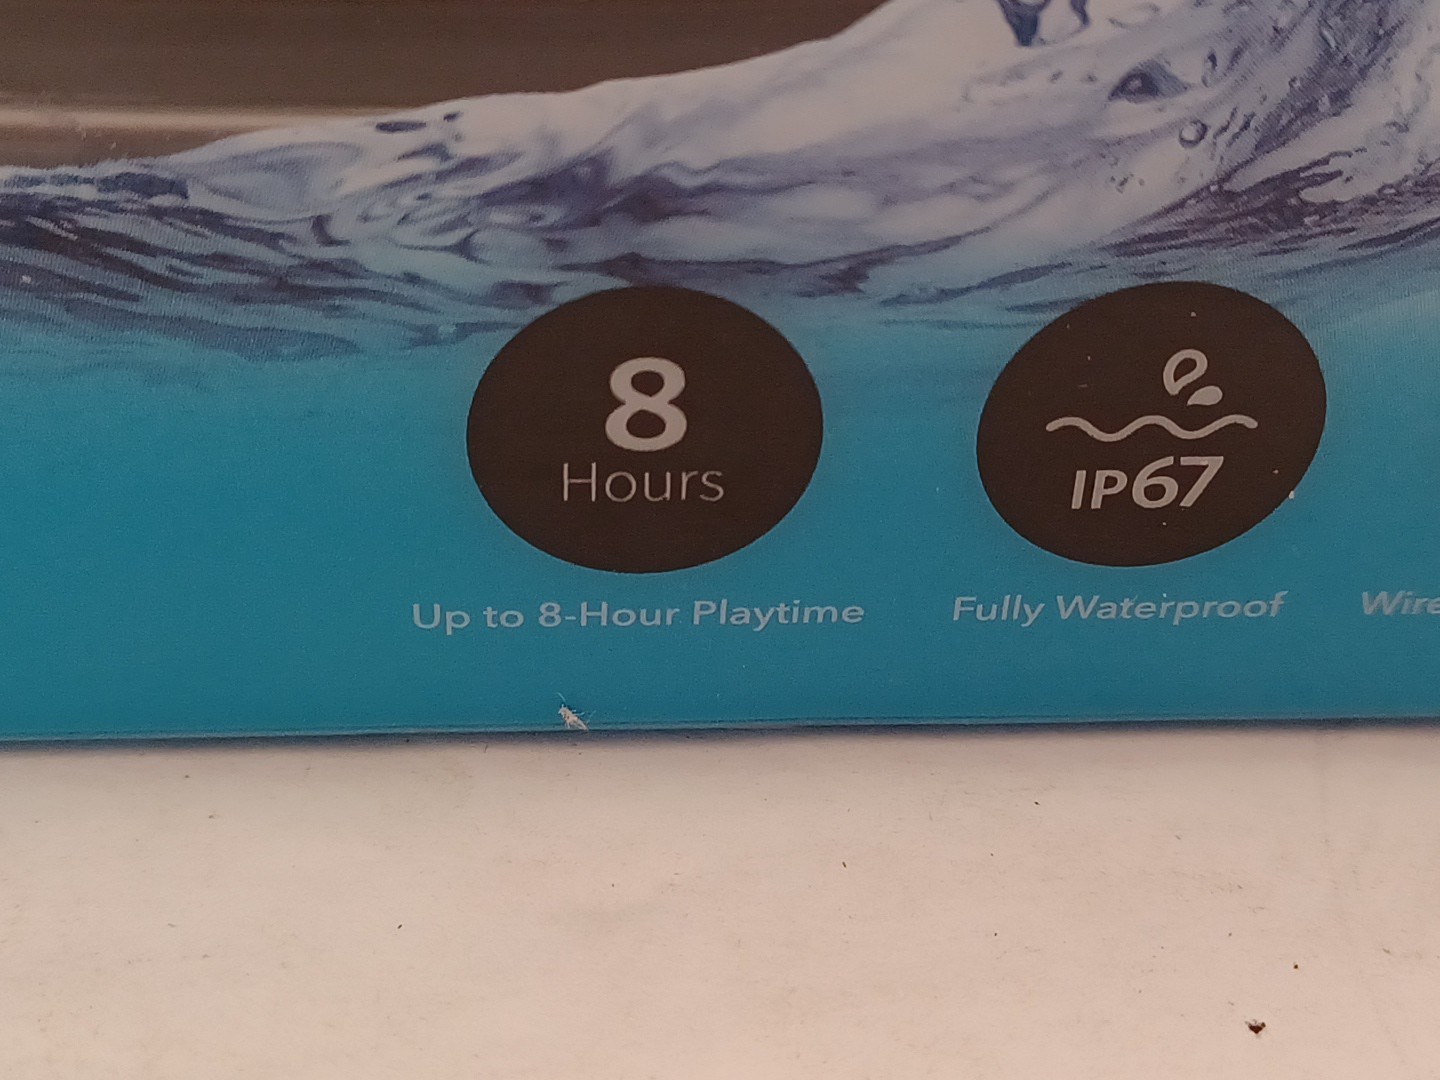 8
Hours
IP67
Up to 8-Hour Playtime
Fully Waterproof